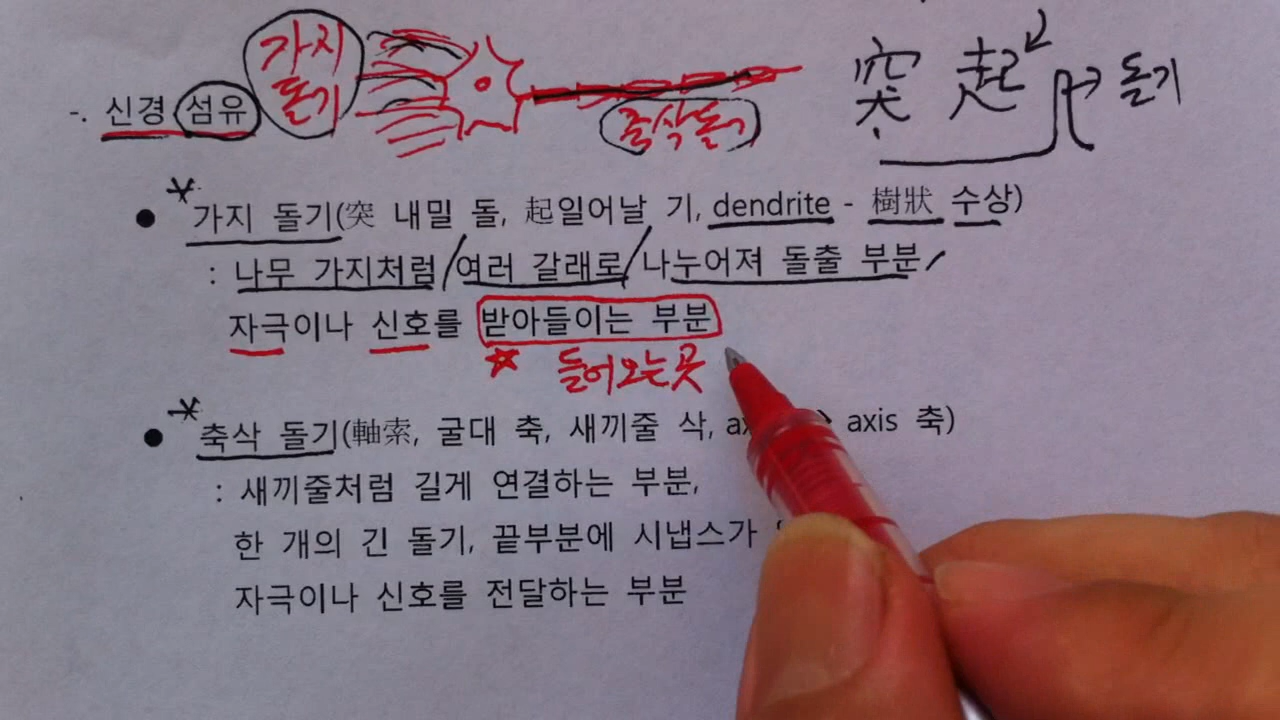 가지
돌기
축삭돌기
突 起
돌기
-. 신경 섬유
* 가지 돌기(突 내밀 돌, 起일어날 기, dendrite - 樹狀 수상)
: 나무 가지처럼/여러 갈래로/나누어져 돌출 부분/
자극이나 신호를 받아들이는 부분
들어오는곳
* 축삭 돌기(軸索, 굴대 축, 새끼줄 삭, axis 축)
: 새끼줄처럼 길게 연결하는 부분,
한 개의 긴 돌기, 끝부분에 시냅스가
자극이나 신호를 전달하는 부분